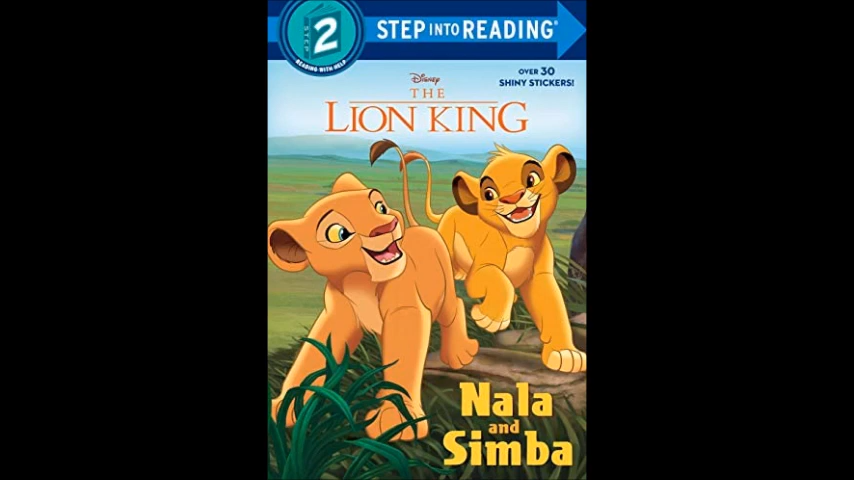 STEP 2
READING WITH HELP
STEP INTO READING®
OVER 30
SHINY STICKERS!
Disney
THE
LION KING
Nala
and
Simba